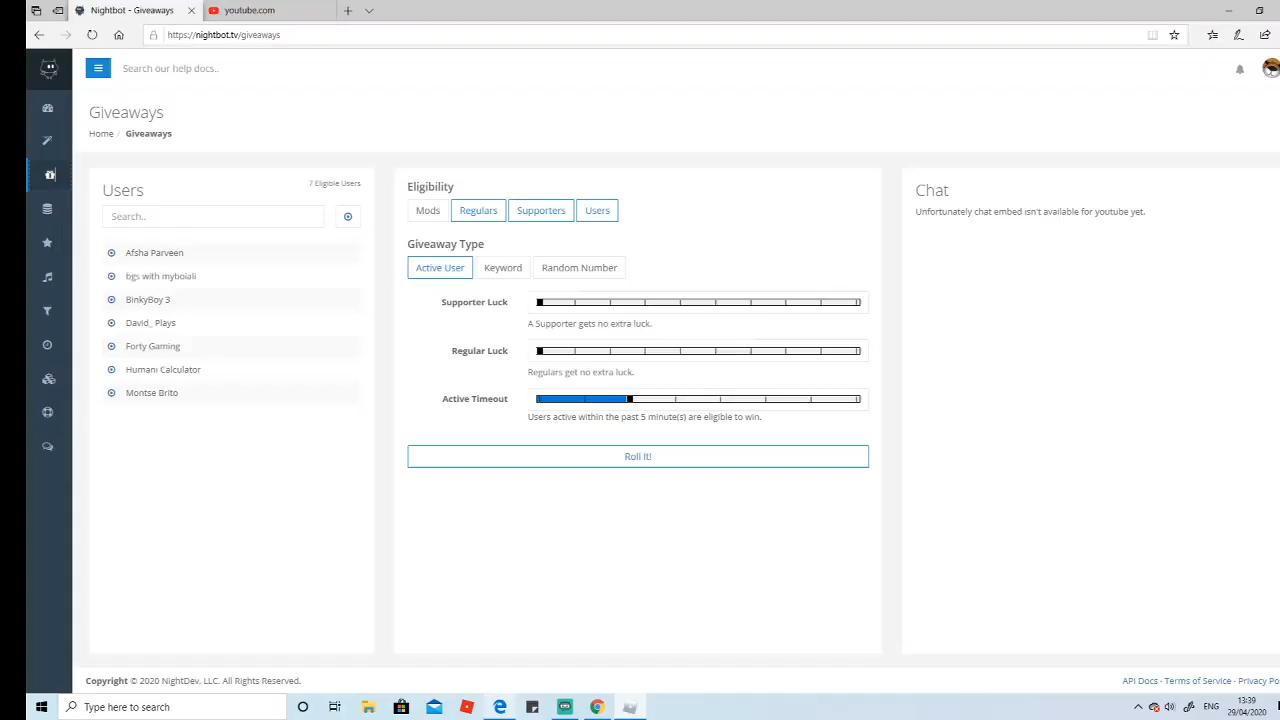 Nightbot - Giveaways
youtube.com
https://nightbot.tv/giveaways
Search our help docs..
Giveaways
Home / Giveaways
Users
7 Eligible Users
Search..
Afsha Parveen
bgs with myboiali
BinkyBoy 3
David_ Plays
Forty Gaming
Humani Calculator
Montse Brito
Eligibility
Mods Regulars Supporters Users
Giveaway Type
Active User Keyword Random Number
Supporter Luck
A Supporter gets no extra luck.
Regular Luck
Regulars get no extra luck.
Active Timeout
Users active within the past 5 minute(s) are eligible to win.
Roll It!
Chat
Unfortunately chat embed isn't available for youtube yet.
Copyright © 2020 NightDev, LLC. All Rights Reserved.
API Docs - Terms of Service - Privacy Po
Type here to search
ENG
13:39
29/04/2020